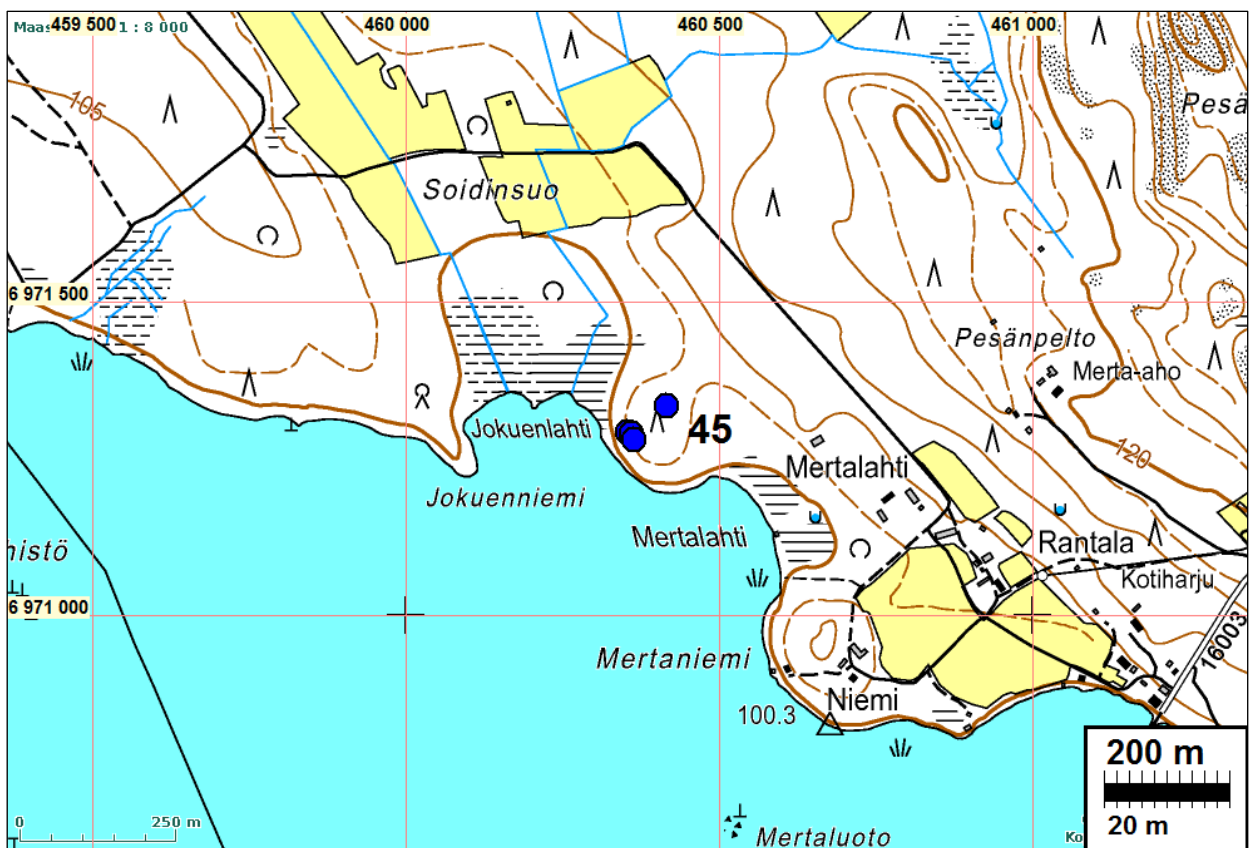 Maas
1 : 8 000
459 500
460 000
460 500
461 000
105
Pesä
Soidinsuo
6 971 500
Pesänpelto
Merta-aho
Jokuenlahti
45
120
Mertalahti
Jokuenniemi
Mertalahti
Rantala
histö
Kotiharju
6 971 000
16003
Mertaniemi
Niemi
100.3
200 m
20 m
0
250 m
Mertaluoto
Ko